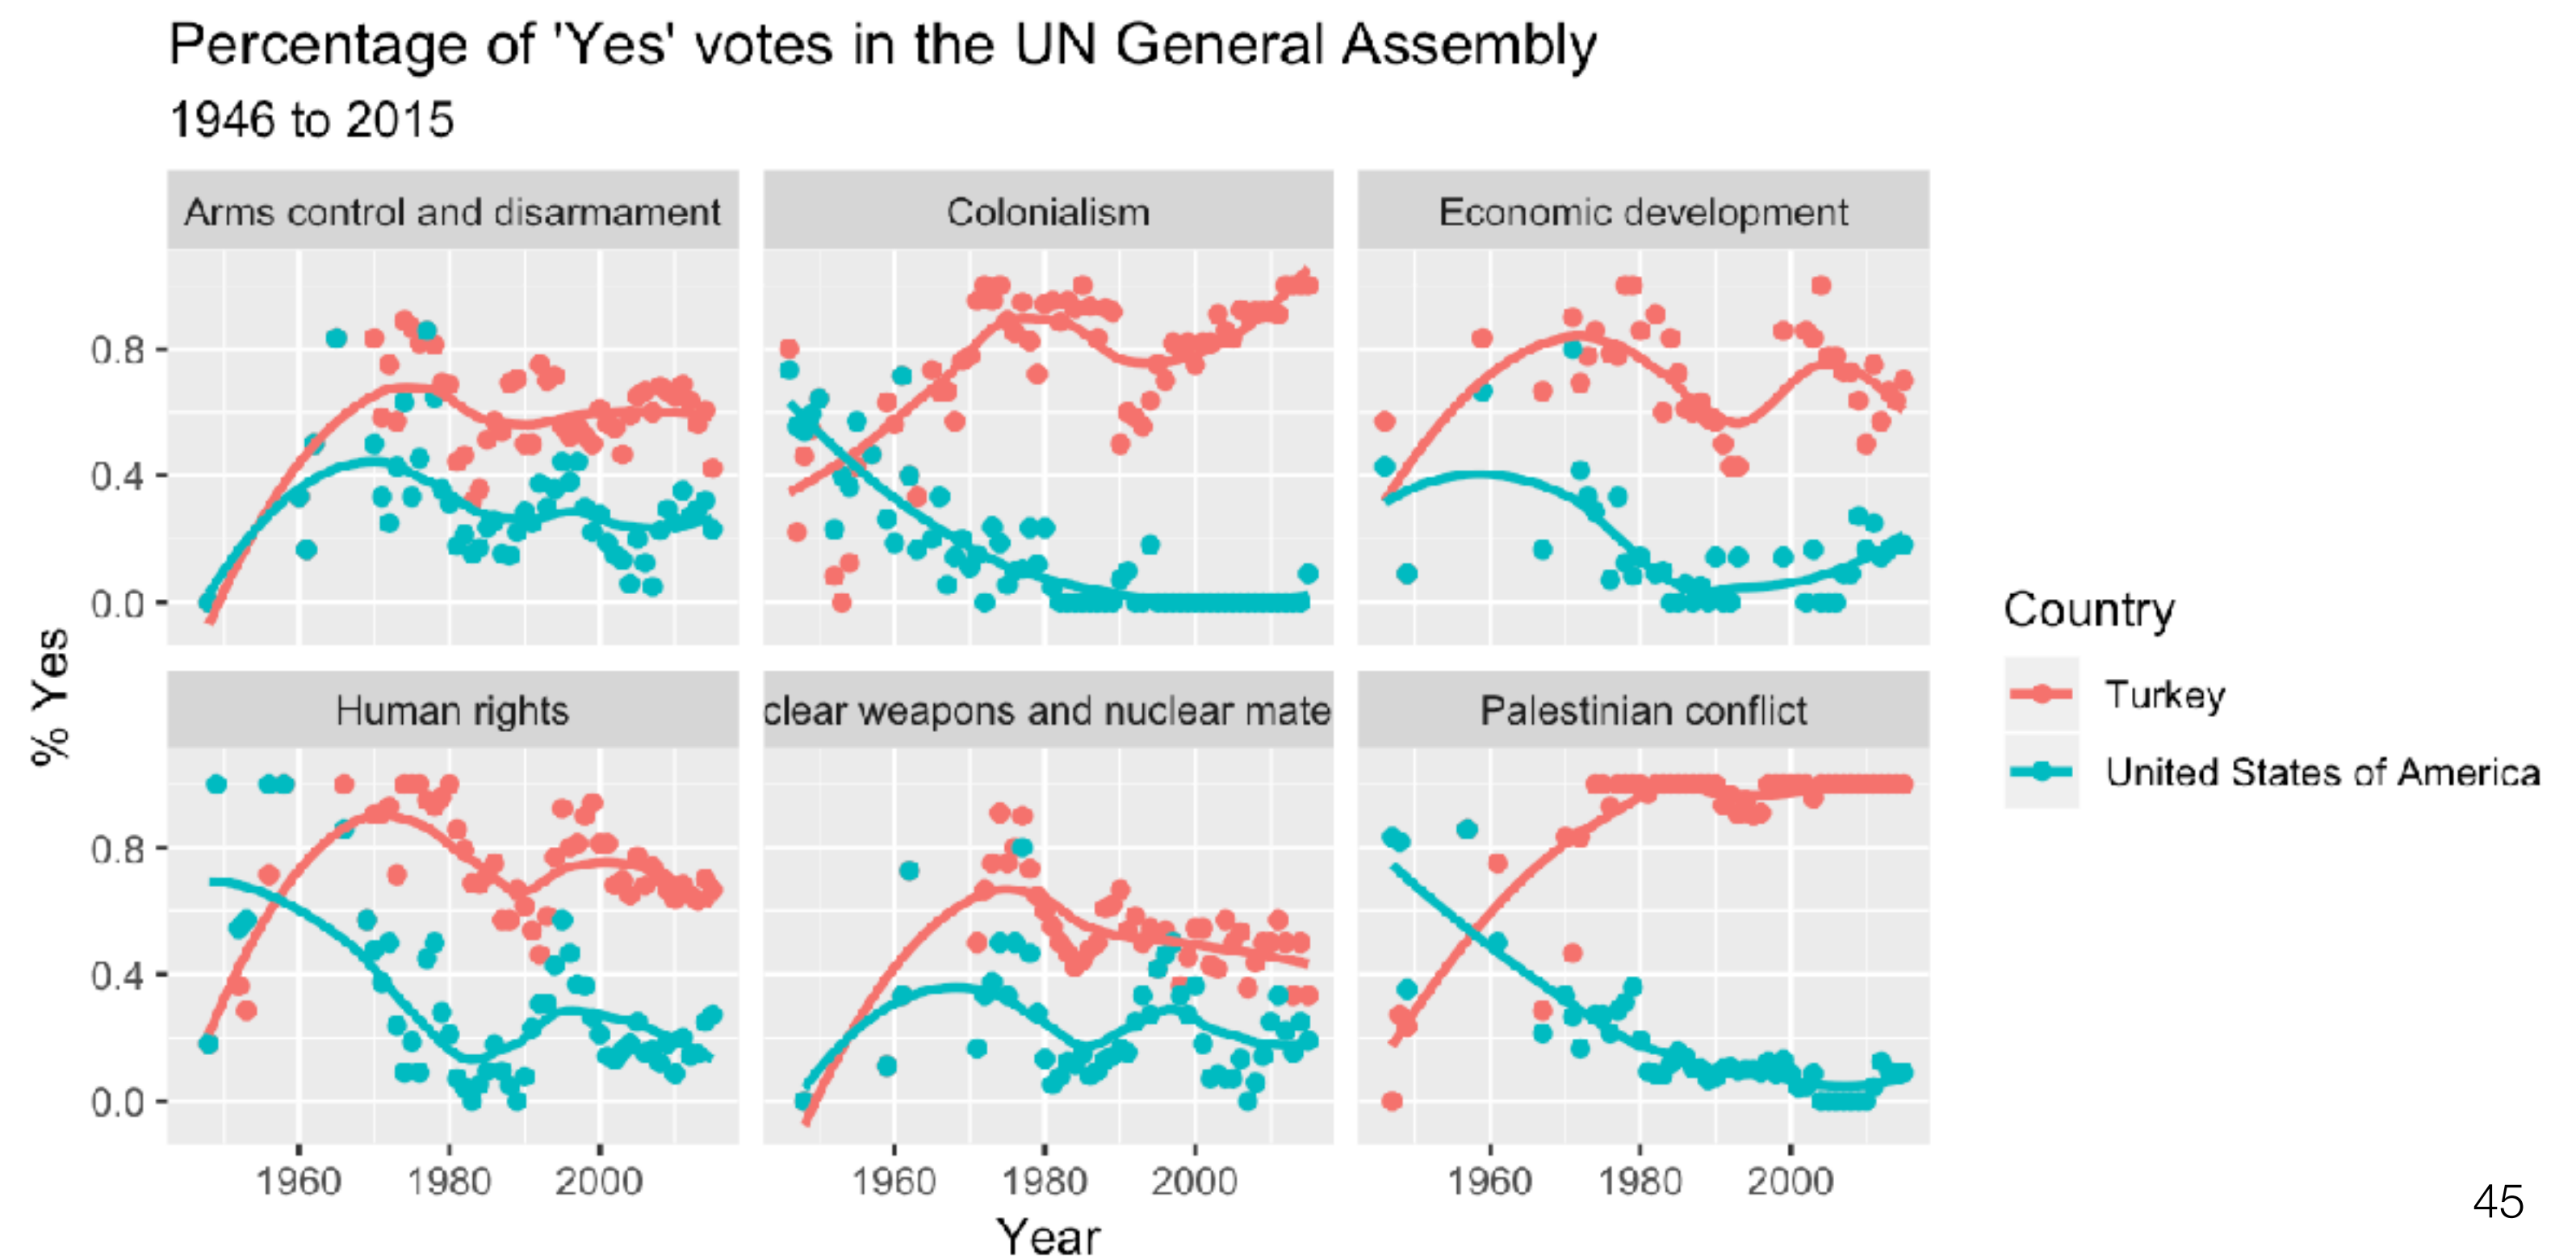 Percentage of 'Yes' votes in the UN General Assembly
1946 to 2015
Arms control and disarmament
Colonialism
Economic development
0.8
0.4
0.0
% Yes
Human rights
clear weapons and nuclear mate
Palestinian conflict
0.8
0.4
0.0
1960 1980 2000
1960 1980 2000
1960 1980 2000
Year
Country
Turkey
United States of America
45